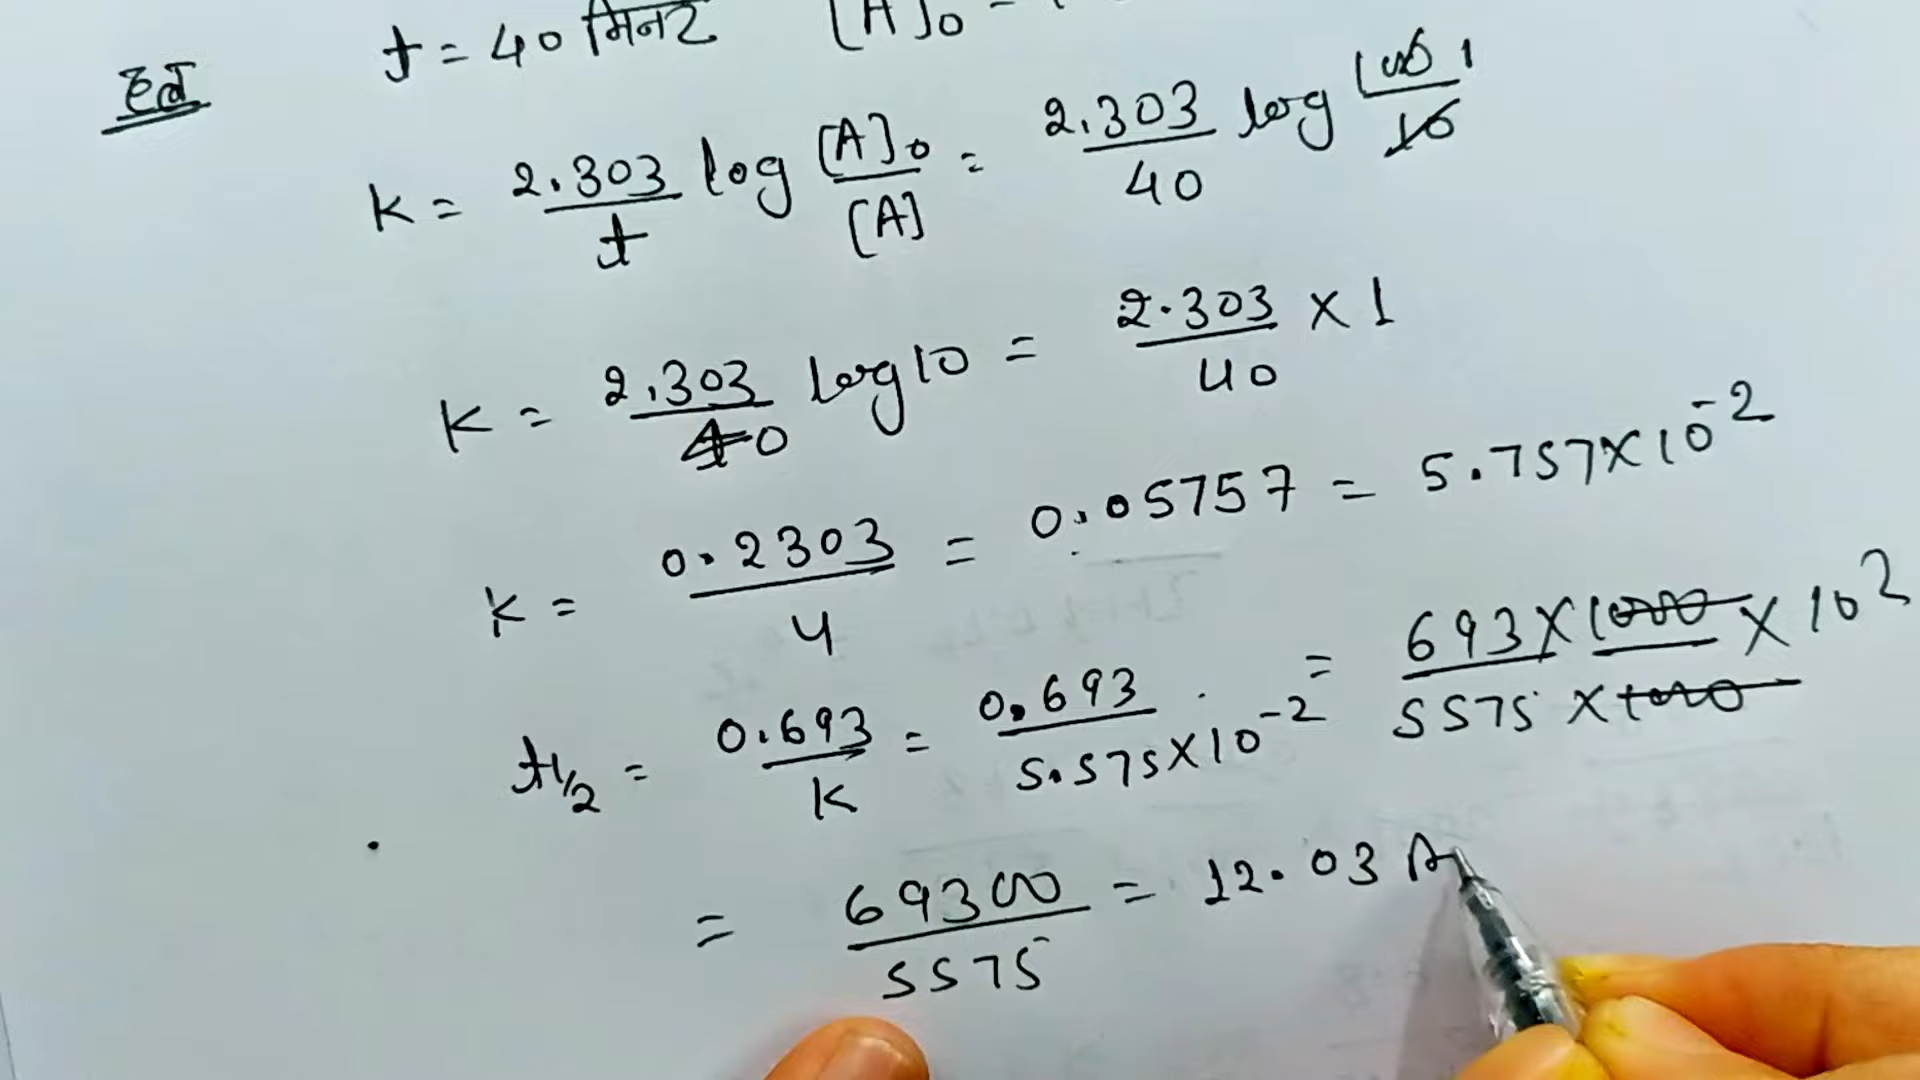 t = 40 मिनट [A]₀ -
हल
K = 2.303/t log [A]₀/[A] = 2.303/40 log 100/10
K = 2.303/40 log10 = 2.303/40 × 1
K = 0.2303/4 = 0.05757 = 5.757×10⁻²
t1/2 = 0.693/K = 0.693/5.575×10⁻² = 693×1000×10²/5575×1000
= 69300/5575 = 12.03